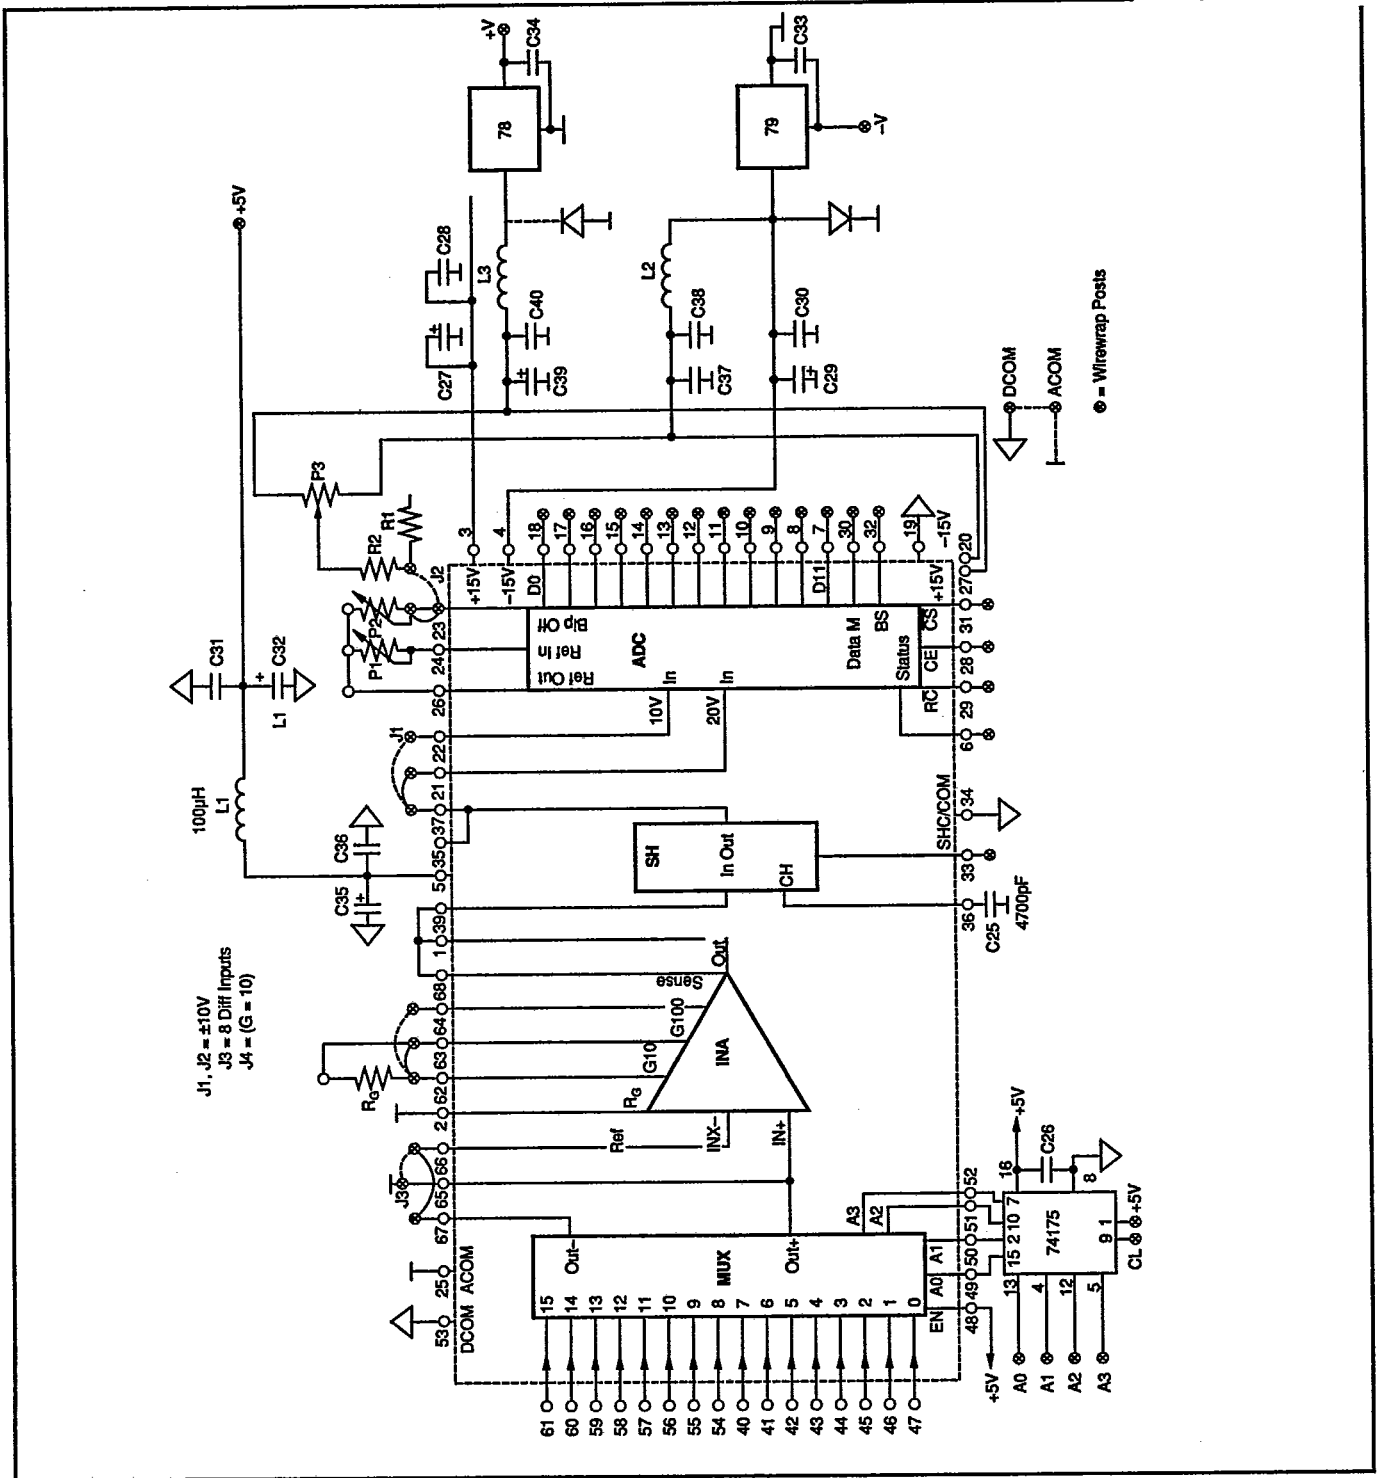 J1, J2 = ±10V
J3 = 8 Diff Inputs
J4 = (G = 10)
100µH
L1
+5V
C31
C32
L1
C35
C36
P3
R2
R1
P1
P2
J2
J1
J3
RG
C27
C28
L3
C40
C39
L2
C38
C37
C30
C29
78
+V
C34
79
C33
–V
DCOM
ACOM
⊗ = Wirewrap Posts
53
25
67
65
66
2
62
63
64
68
1
39
5
35
37
21
22
26
24
23
3
4
DCOM
ACOM
+15V
–15V
Ref
RG
G10
G100
Sense
Out
INX–
IN+
INA
SH
In Out
CH
10V
20V
Ref Out
Ref In
Bip Off
ADC
In
In
Data M
BS
Status
D0
D11
18
17
16
15
14
13
12
11
10
9
8
7
30
32
19
–15V
20
+15V
27
CS
31
CE
28
RC
29
6
SHC/COM
34
33
36
C25
4700pF
MUX
Out–
Out+
15
14
13
12
11
10
9
8
7
6
5
4
3
2
1
0
61
60
59
58
57
56
55
54
40
41
42
43
44
45
46
47
EN
A0
A1
A2
A3
48
49
50
51
52
+5V
74175
15
2
10
7
16
8
+5V
C26
13
4
12
5
9
1
CL
+5V
A0
A1
A2
A3